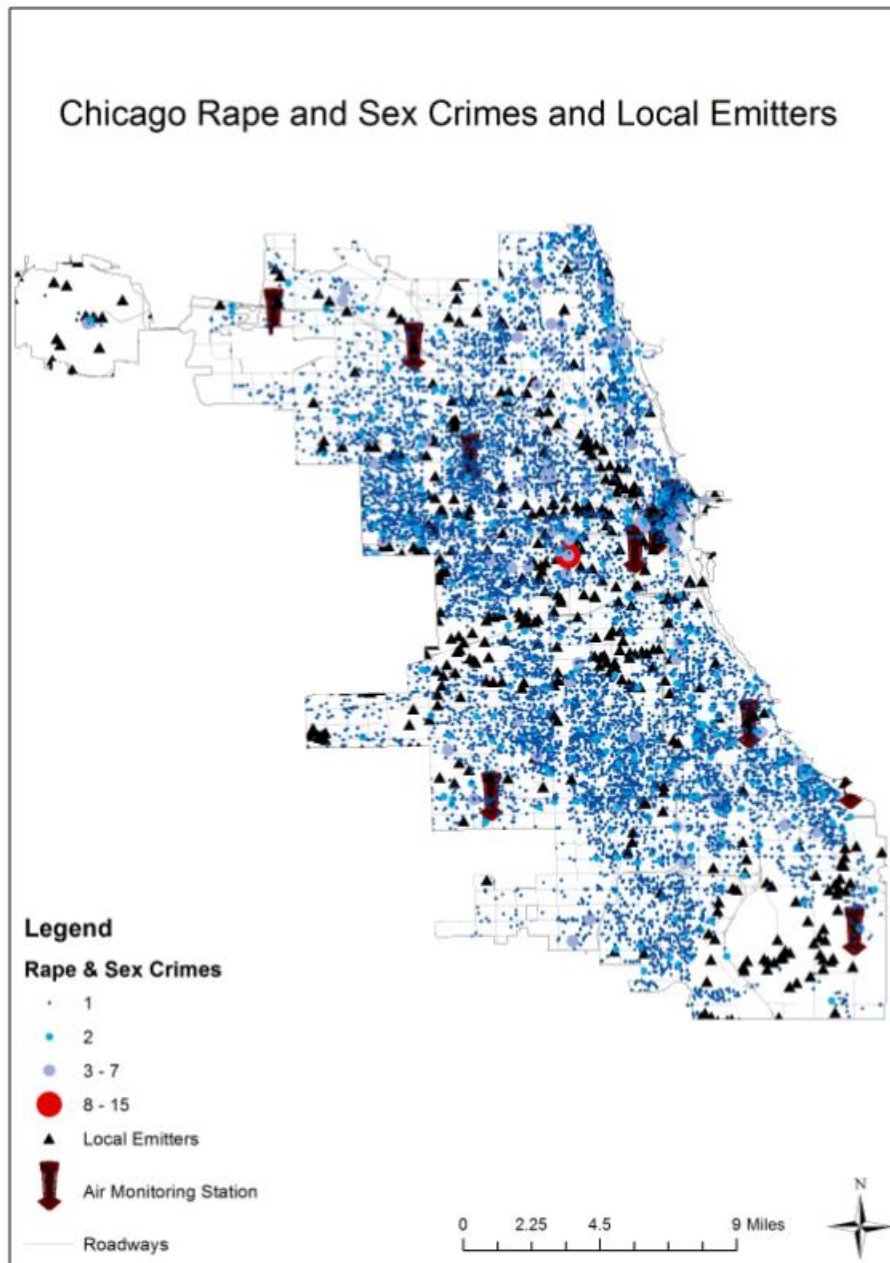 Chicago Rape and Sex Crimes and Local Emitters
Legend
Rape & Sex Crimes
1
2
3 - 7
8 - 15
Local Emitters
Air Monitoring Station
Roadways
0 2.25 4.5 9 Miles
N